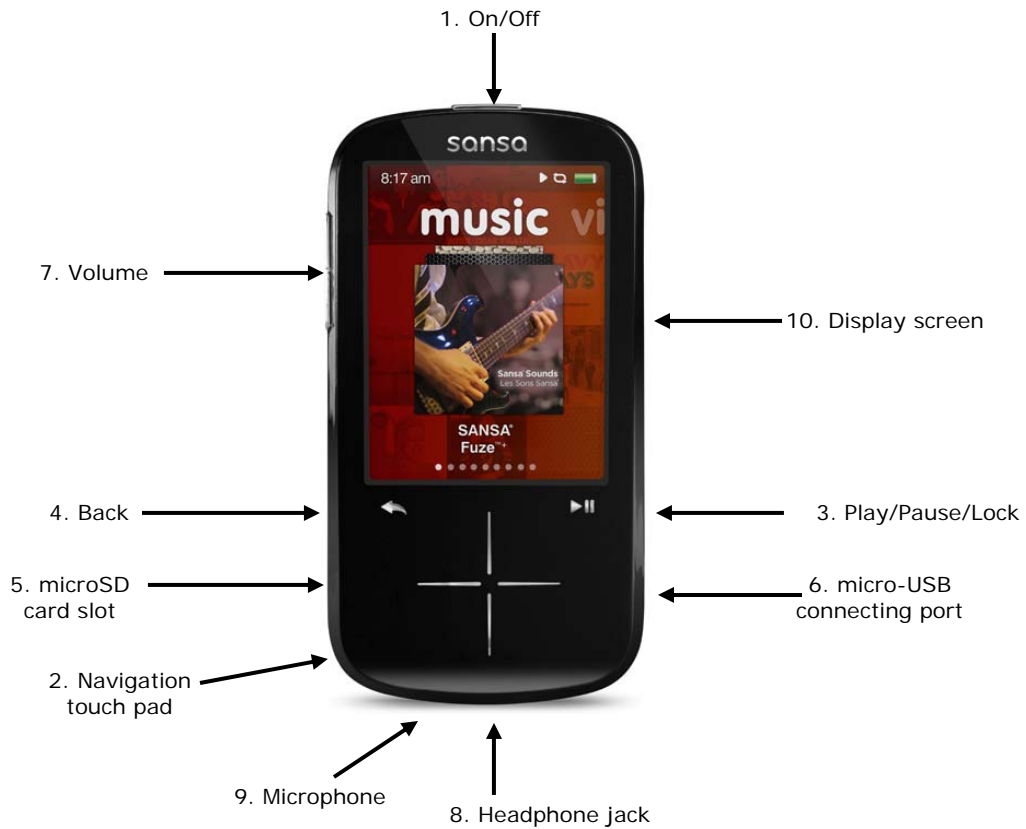 1. On/Off
sansa
8:17 am
music vi
7. Volume
10. Display screen
Sansa® Sounds
Les Sons Sansa
SANSA®
Fuze™+
4. Back
3. Play/Pause/Lock
5. microSD
card slot
6. micro-USB
connecting port
2. Navigation
touch pad
9. Microphone
8. Headphone jack